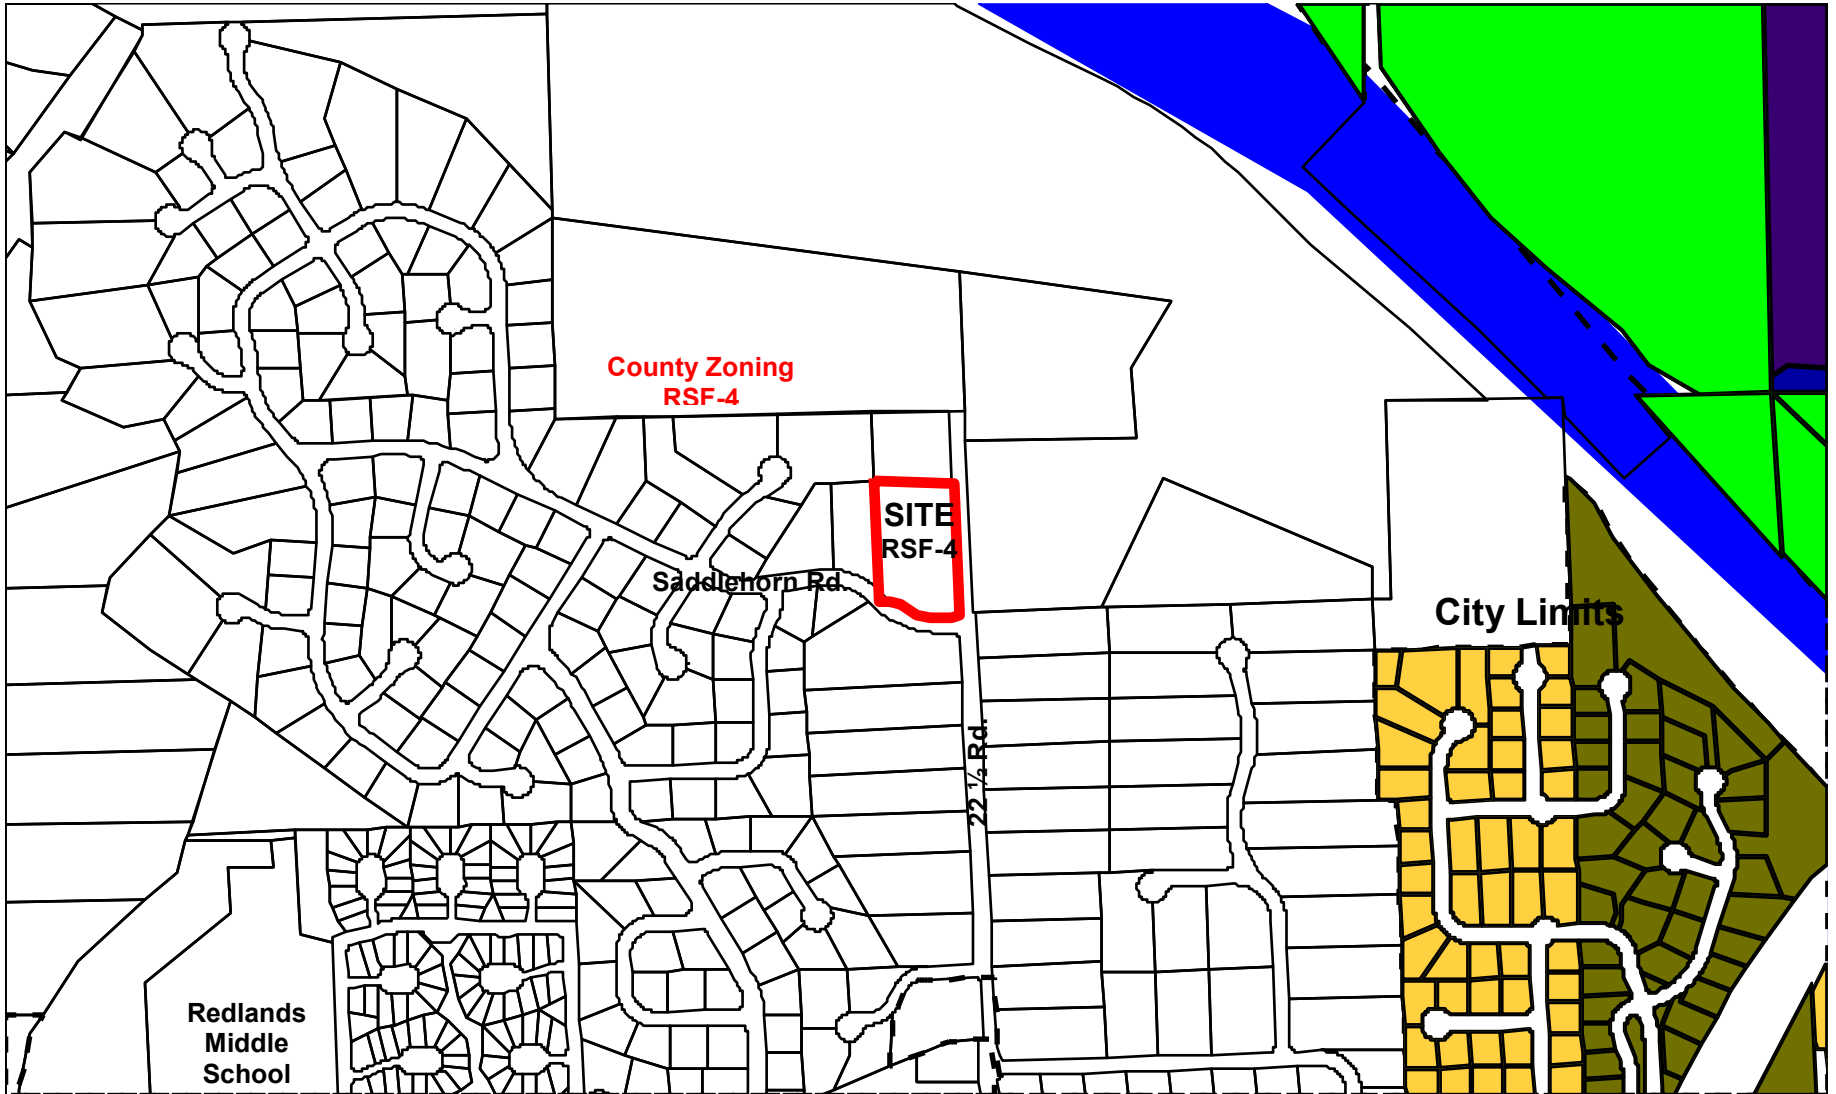 County Zoning
RSF-4
SITE
RSF-4
Saddlehorn Rd.
City Limits
22 ½ Rd.
Redlands
Middle
School